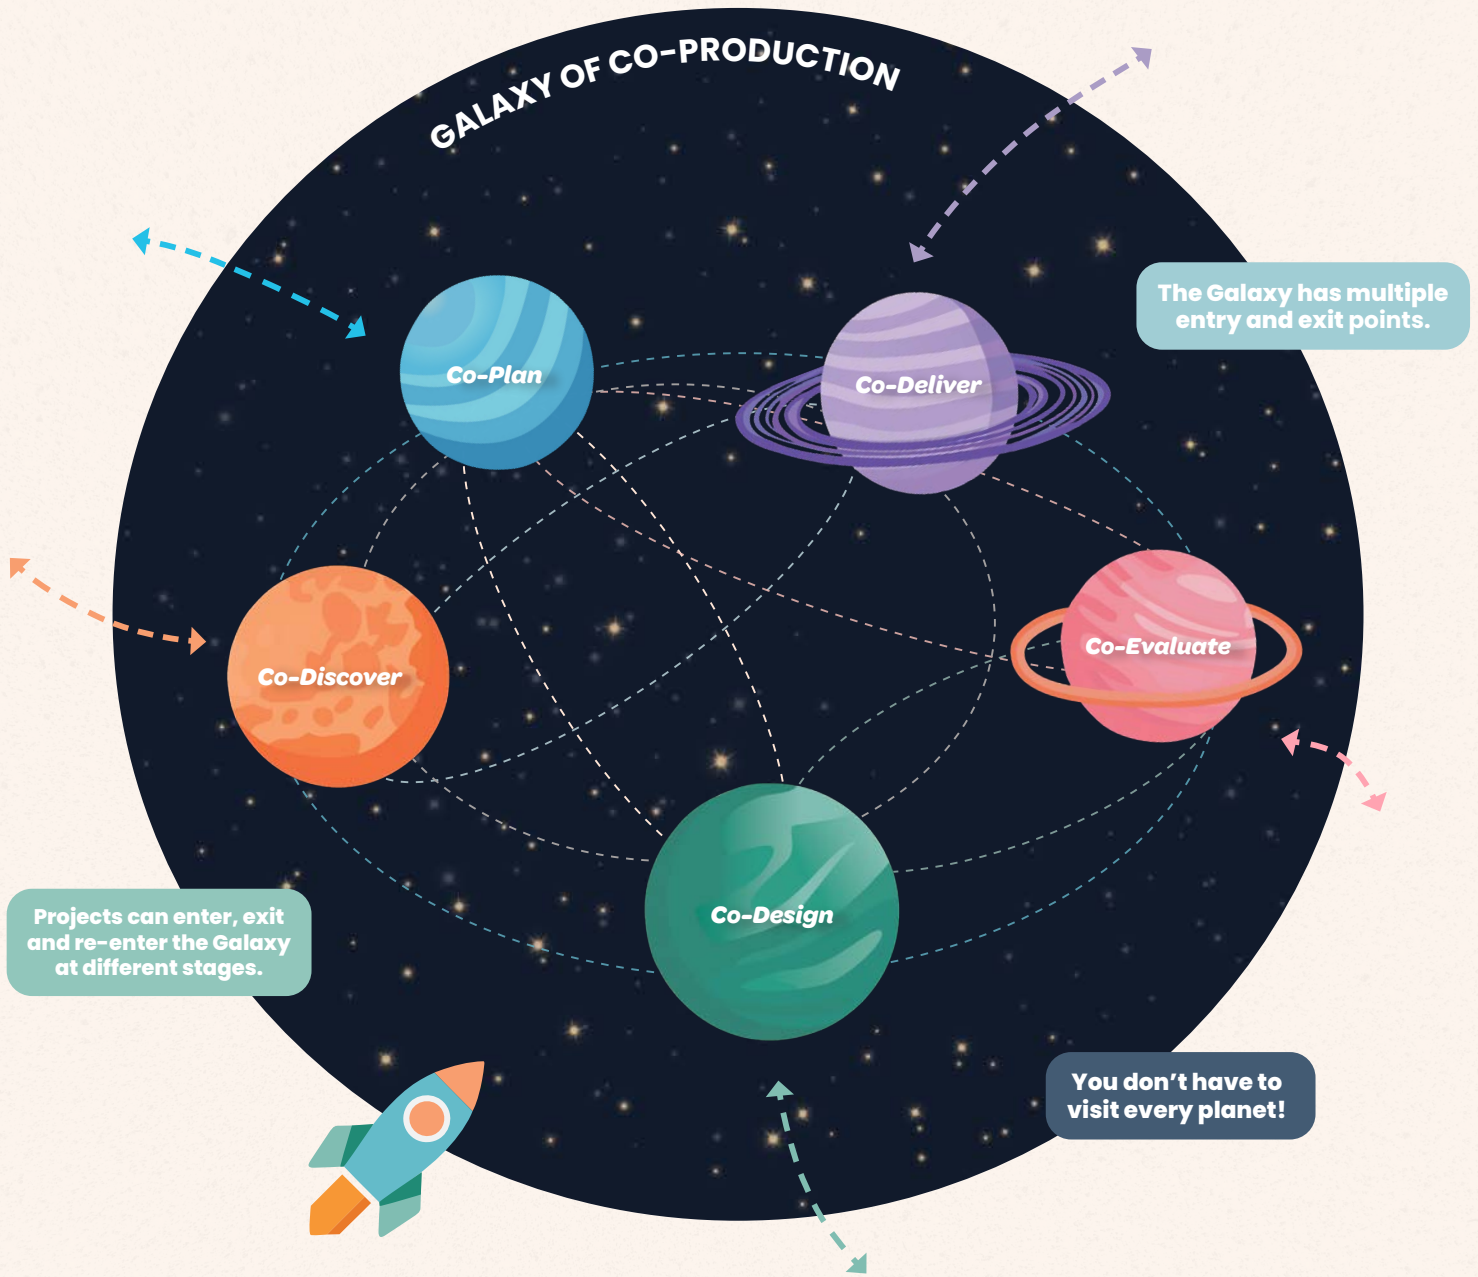 GALAXY OF CO-PRODUCTION
The Galaxy has multiple
entry and exit points.
Co-Plan
Co-Deliver
Co-Discover
Co-Evaluate
Co-Design
Projects can enter, exit
and re-enter the Galaxy
at different stages.
You don't have to
visit every planet!